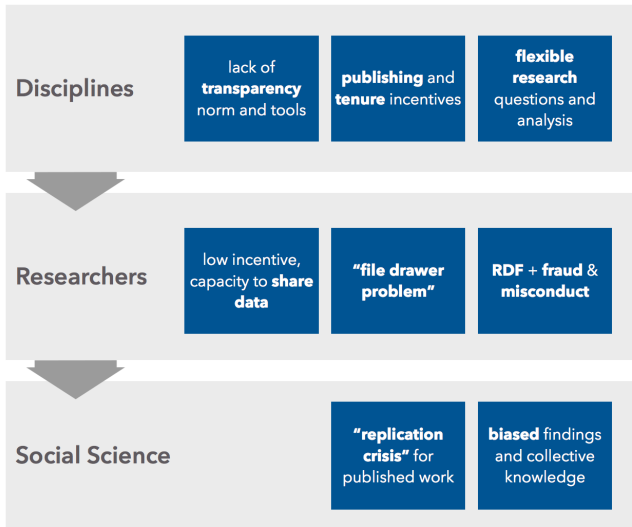 Disciplines
lack of
transparency
norm and tools
publishing and
tenure incentives
flexible
research
questions and
analysis
Researchers
low incentive,
capacity to share
data
“file drawer
problem”
RDF + fraud &
misconduct
Social Science
“replication
crisis” for
published work
biased findings
and collective
knowledge